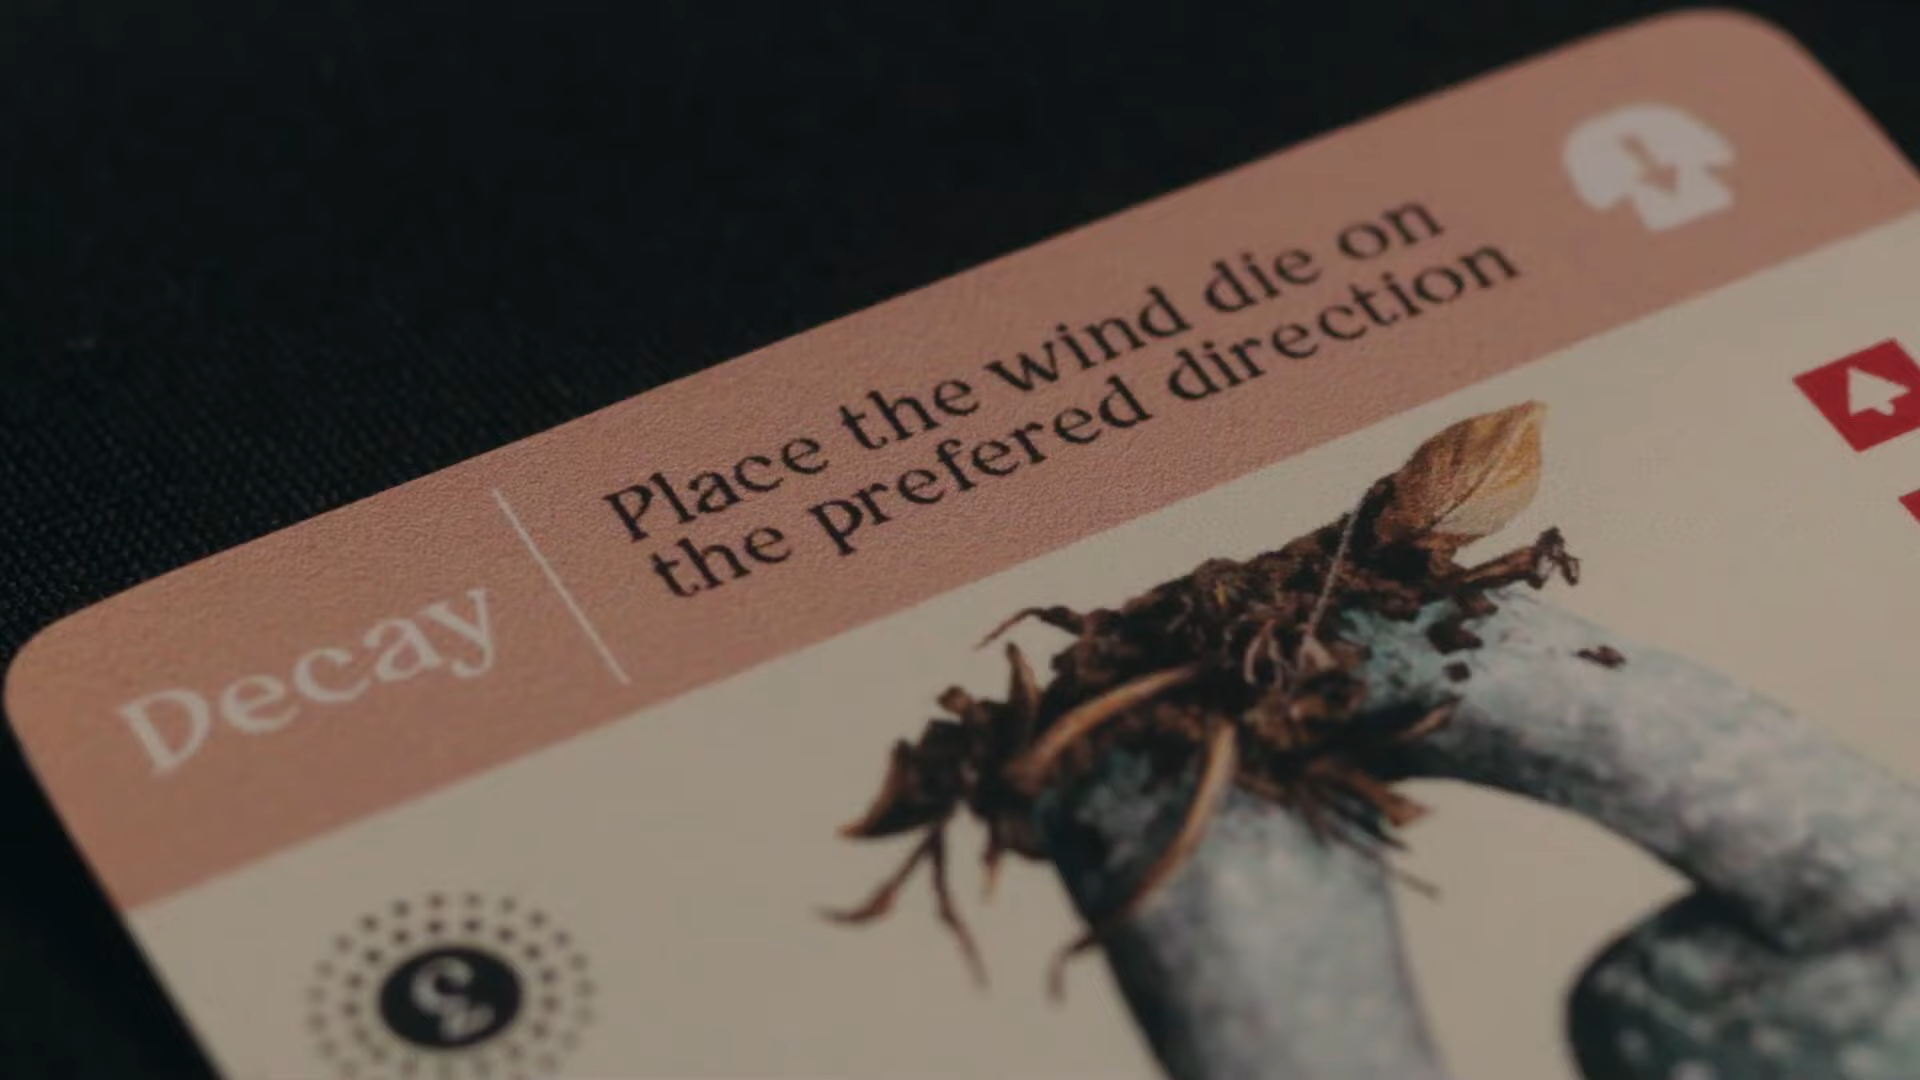 Decay
Place the wind die on
the prefered direction